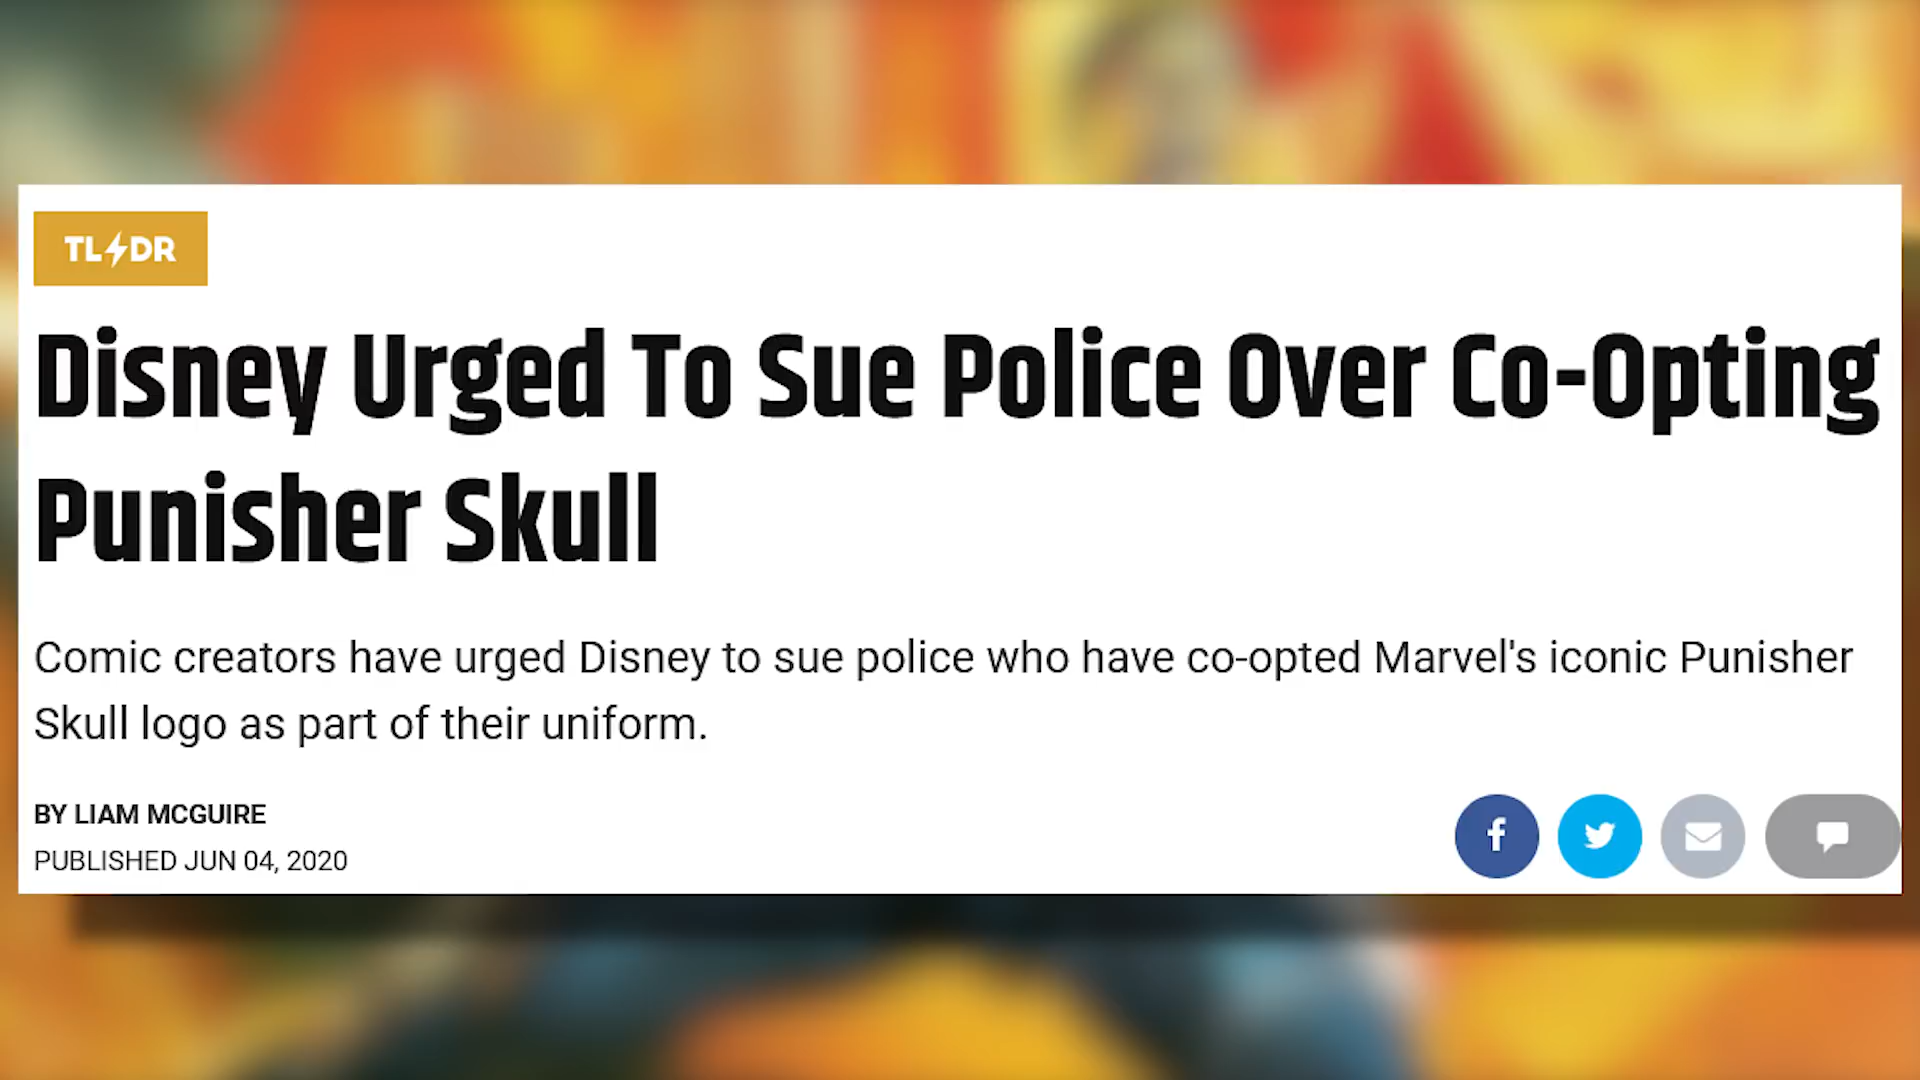 TL DR
Disney Urged To Sue Police Over Co-Opting
Punisher Skull
Comic creators have urged Disney to sue police who have co-opted Marvel's iconic Punisher
Skull logo as part of their uniform.
BY LIAM MCGUIRE
PUBLISHED JUN 04, 2020